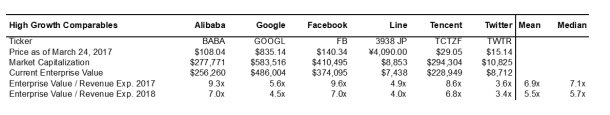 High Growth Comparables Alibaba Google Facebook Line Tencent Twitter Mean Median
Ticker BABA GOOGL FB 3938 JP TCTZF TWTR
Price as of March 24, 2017 $108.04 $835.14 $140.34 ¥4,090.00 $29.05 $15.14
Market Capitalization $277,771 $583,516 $410,495 $8,853 $294,304 $10,825
Current Enterprise Value $256,260 $486,004 $374,095 $7,438 $228,949 $8,712
Enterprise Value / Revenue Exp. 2017 9.3x 5.6x 9.6x 4.9x 8.6x 3.6x 6.9x 7.1x
Enterprise Value / Revenue Exp. 2018 7.0x 4.5x 7.0x 4.0x 6.8x 3.4x 5.5x 5.7x